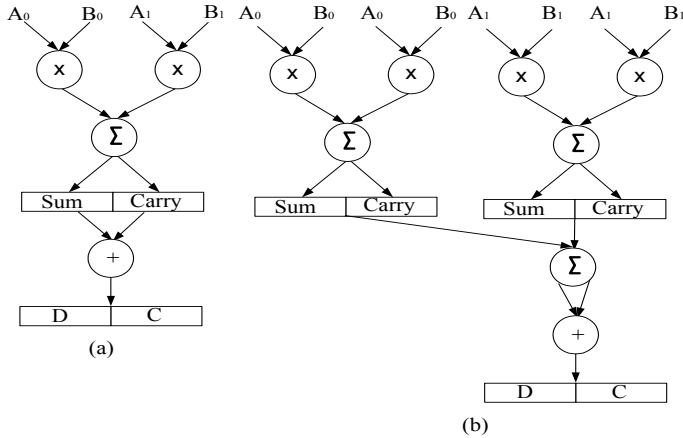 A₀ B₀ A₁ B₁ A₀ B₀ A₀ B₀ A₁ B₁ A₁ B₁
x x x x x x
Σ Σ Σ
Sum Carry Sum Carry Sum Carry
+ Σ
D C +
(a)
D C
(b)